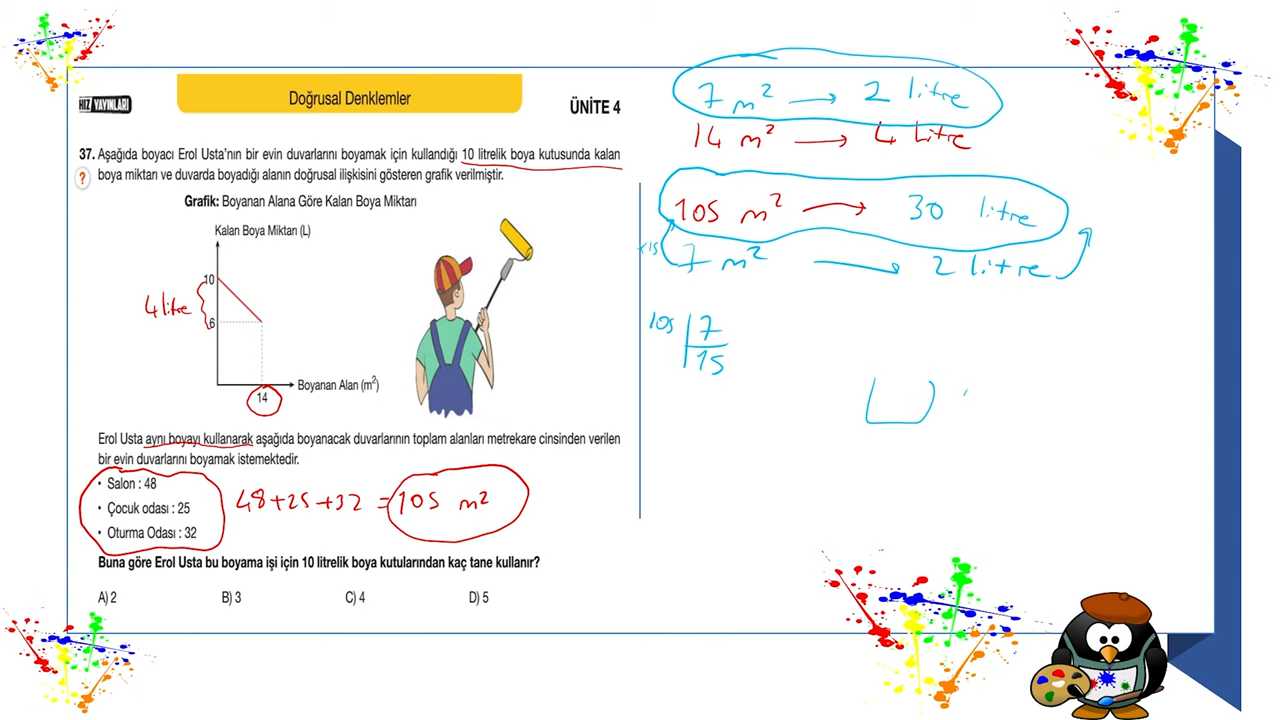 HIZ YAYINLARI
Doğrusal Denklemler
ÜNİTE 4
37. Aşağıda boyacı Erol Usta'nın bir evin duvarlarını boyamak için kullandığı 10 litrelik boya kutusunda kalan
? boya miktarı ve duvarda boyadığı alanın doğrusal ilişkisini gösteren grafik verilmiştir.
Grafik: Boyanan Alana Göre Kalan Boya Miktarı
Kalan Boya Miktarı (L)
10
4 litre
6
Boyanan Alan (m²)
14
Erol Usta aynı boyayı kullanarak aşağıda boyanacak duvarlarının toplam alanları metrekare cinsinden verilen
bir evin duvarlarını boyamak istemektedir.
• Salon : 48
• Çocuk odası : 25
• Oturma Odası : 32
48+25+32 = 105 m²
Buna göre Erol Usta bu boyama işi için 10 litrelik boya kutularından kaç tane kullanır?
A) 2 B) 3 C) 4 D) 5
7 m² → 2 litre
14 m² → 4 litre
105 m² → 30 litre
x15 7 m² → 2 litre
105 | 7
15